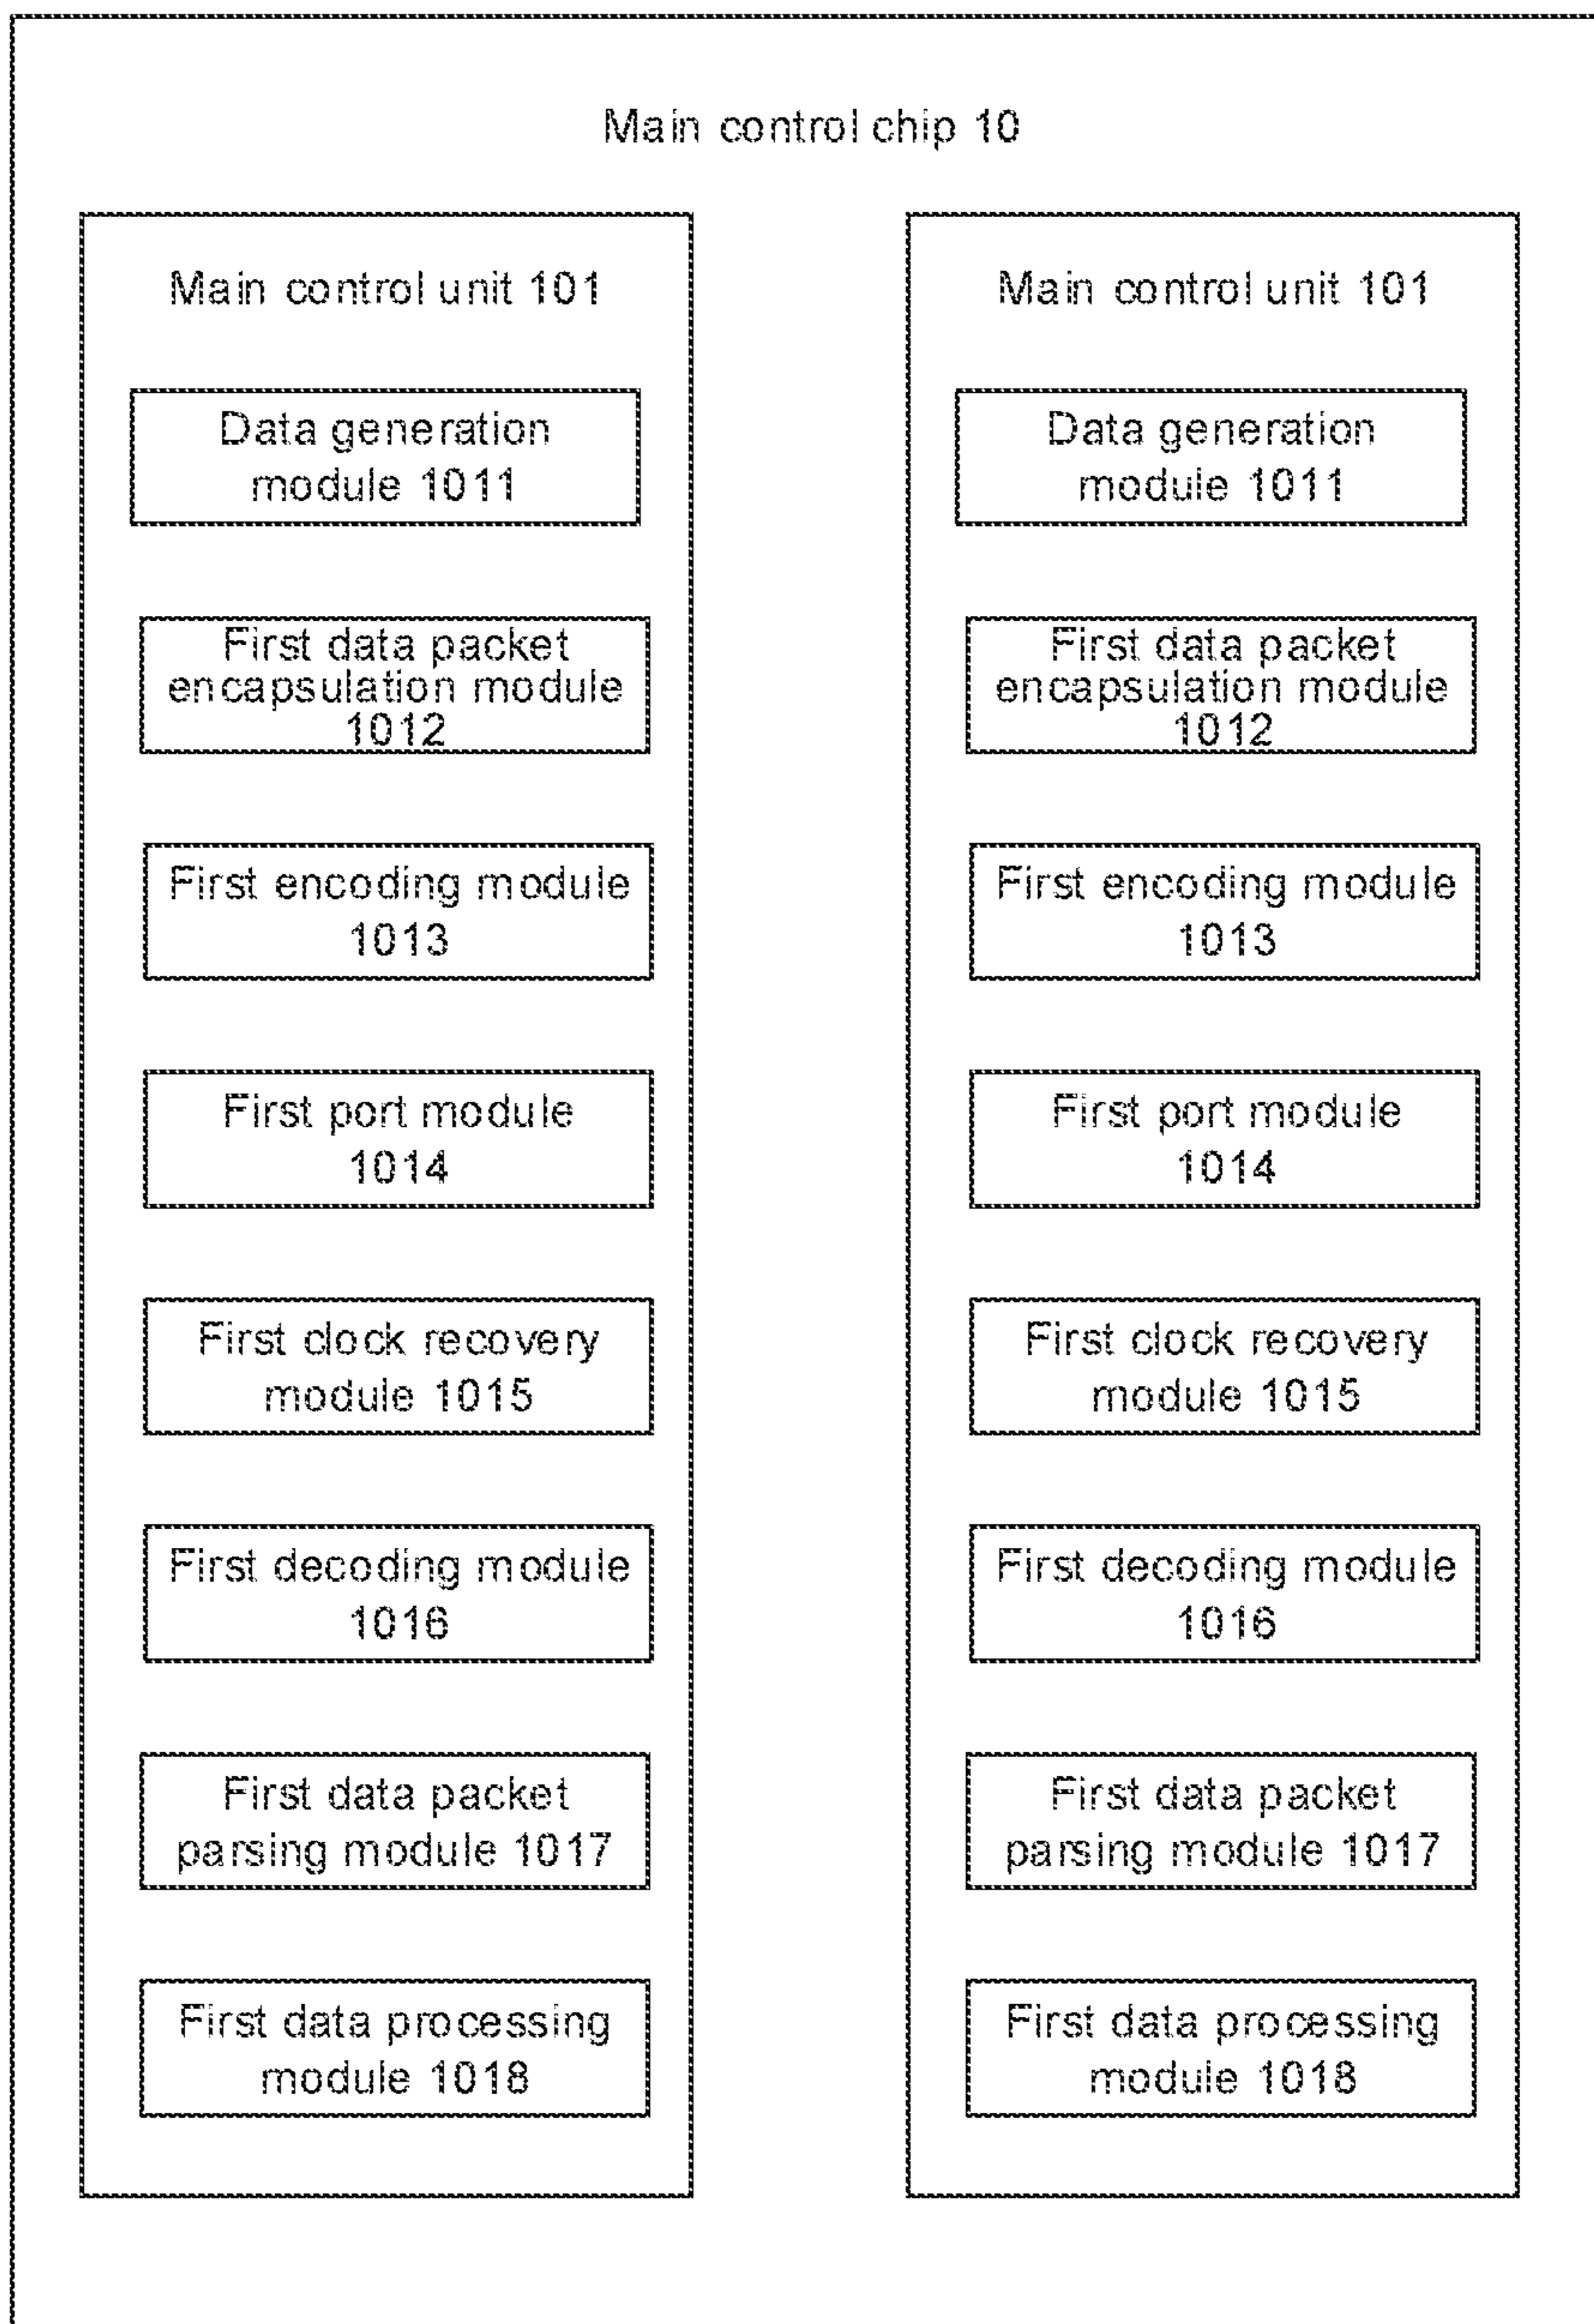 Main control chip 10
Main control unit 101
Data generation
module 1011
First data packet
encapsulation module
1012
First encoding module
1013
First port module
1014
First clock recovery
module 1015
First decoding module
1016
First data packet
parsing module 1017
First data processing
module 1018
Main control unit 101
Data generation
module 1011
First data packet
encapsulation module
1012
First encoding module
1013
First port module
1014
First clock recovery
module 1015
First decoding module
1016
First data packet
parsing module 1017
First data processing
module 1018